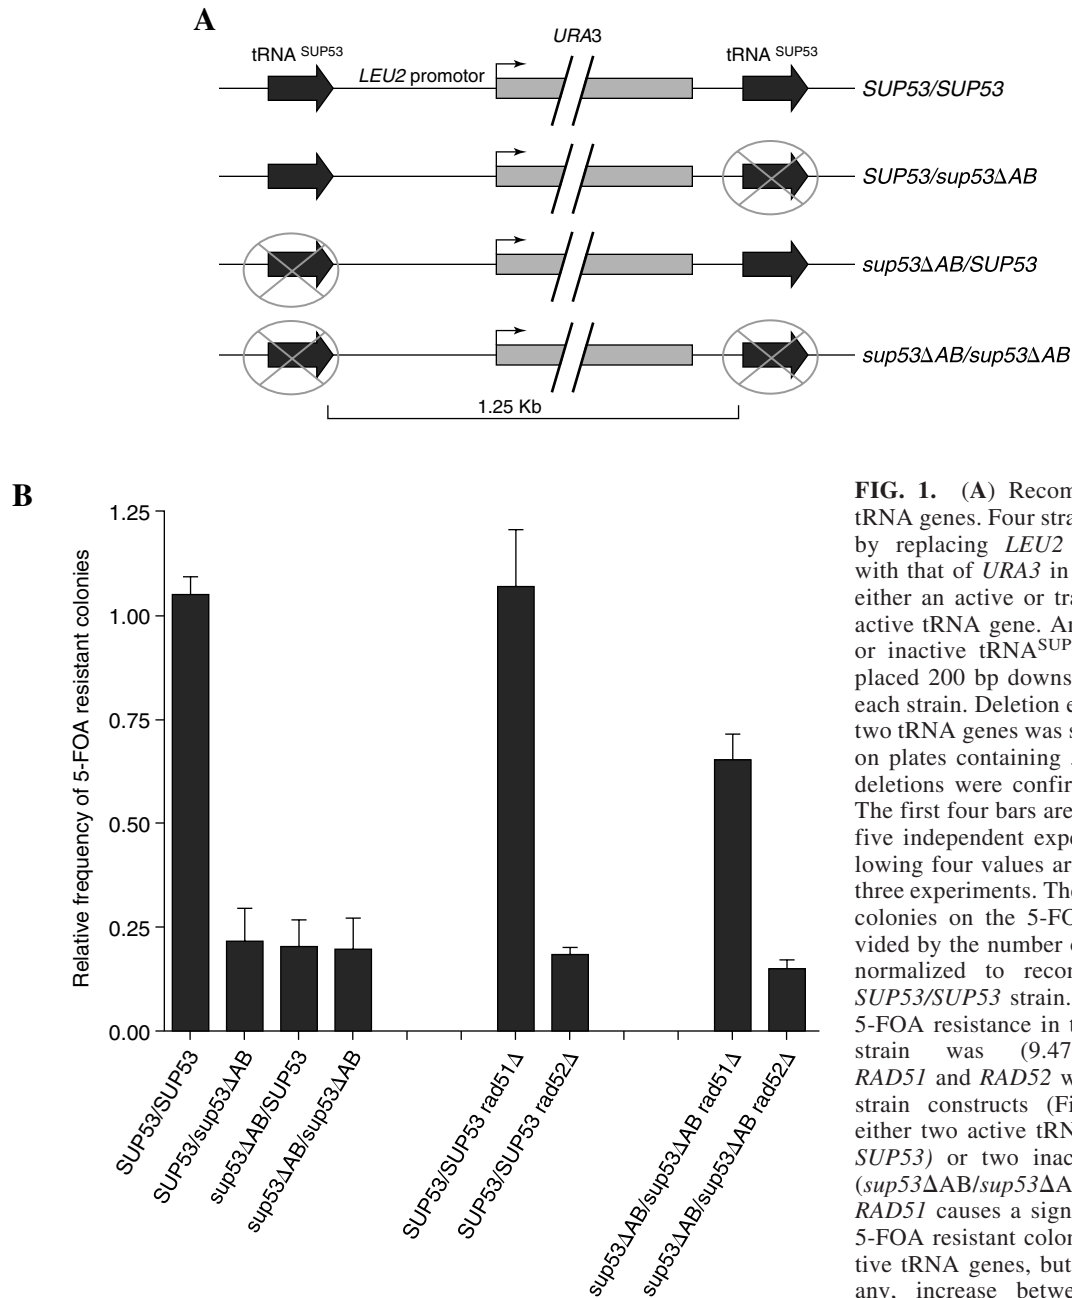 A
URA3
tRNA SUP53
tRNA SUP53
LEU2 promotor
SUP53/SUP53
SUP53/sup53ΔAB
sup53ΔAB/SUP53
sup53ΔAB/sup53ΔAB
1.25 Kb
B
Relative frequency of 5-FOA resistant colonies
1.25
1.00
0.75
0.50
0.25
0.00
SUP53/SUP53
SUP53/sup53ΔAB
sup53ΔAB/SUP53
sup53ΔAB/sup53ΔAB
SUP53/SUP53 rad51Δ
SUP53/SUP53 rad52Δ
sup53ΔAB/sup53ΔAB rad51Δ
sup53ΔAB/sup53ΔAB rad52Δ
FIG. 1. (A) Recom
tRNA genes. Four stra
by replacing LEU2
with that of URA3 in
either an active or tra
active tRNA gene. An
or inactive tRNASUP
placed 200 bp downs
each strain. Deletion e
two tRNA genes was s
on plates containing
deletions were confir
The first four bars are
five independent expe
lowing four values ar
three experiments. The
colonies on the 5-FO
vided by the number o
normalized to recon
SUP53/SUP53 strain.
5-FOA resistance in t
strain was (9.47
RAD51 and RAD52 w
strain constructs (Fi
either two active tRN
SUP53) or two inac
(sup53ΔAB/sup53ΔA
RAD51 causes a sign
5-FOA resistant colon
tive tRNA genes, but
any, increase betwe